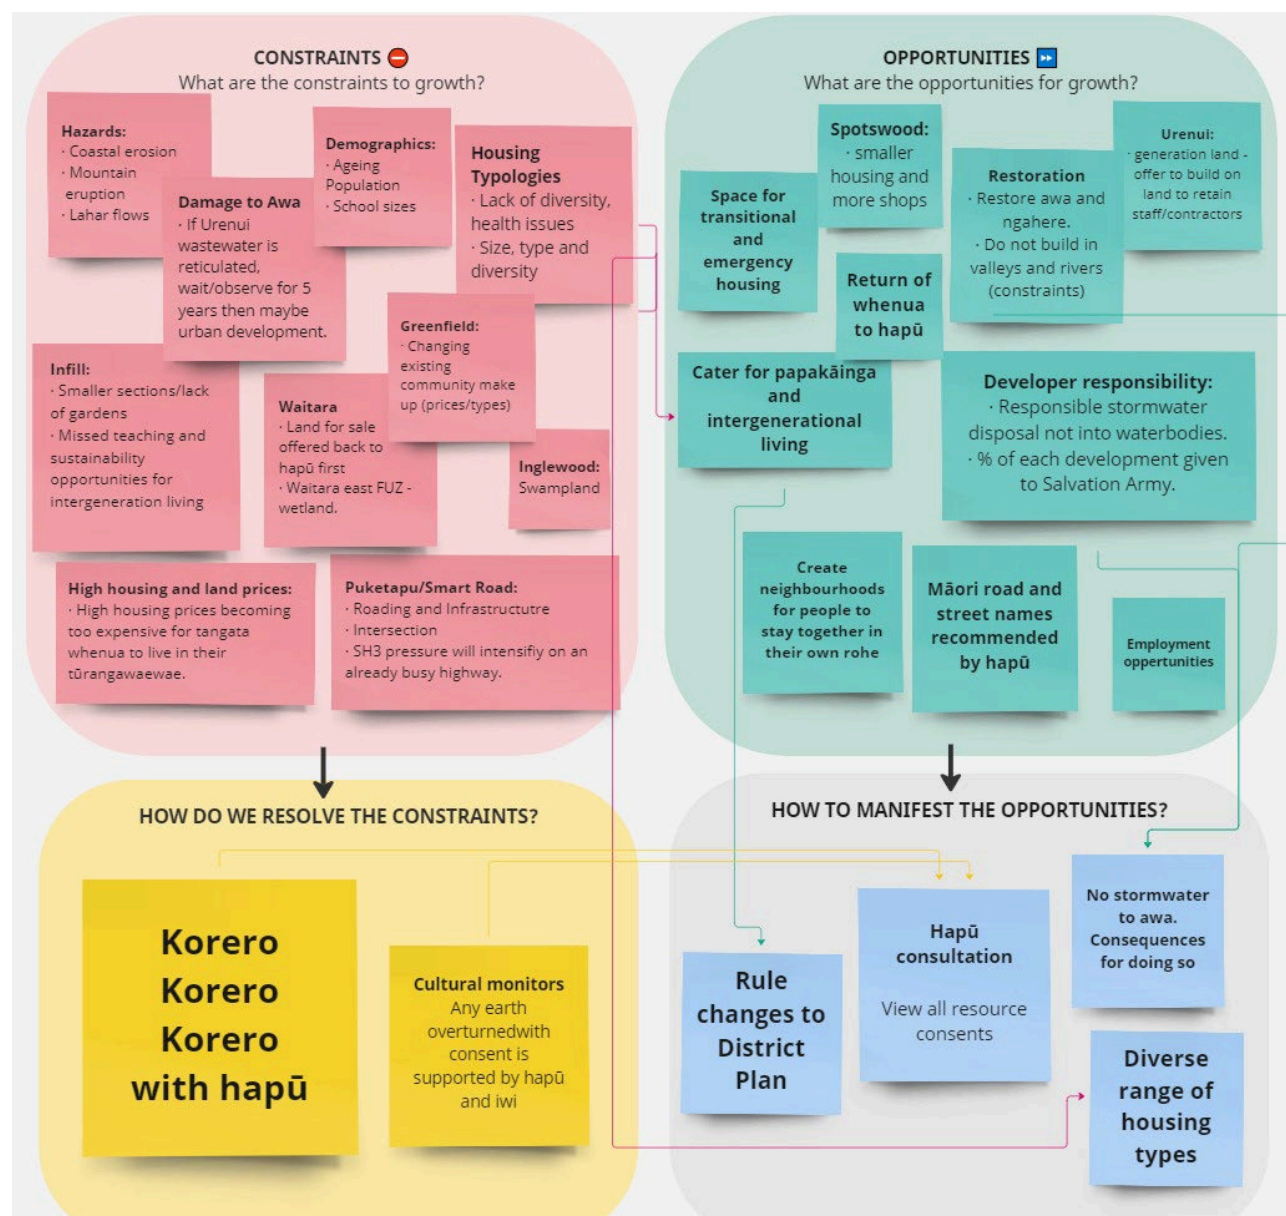 CONSTRAINTS
What are the constraints to growth?
Hazards:
· Coastal erosion
· Mountain
eruption
· Lahar flows
Damage to Awa
· If Urenui
wastewater is
reticulated,
wait/observe for 5
years then maybe
urban development.
Demographics:
· Ageing
Population
· School sizes
Housing
Typologies
· Lack of diversity,
health issues
· Size, type and
diversity
Greenfield:
· Changing
existing
community make
up (prices/types)
Infill:
· Smaller sections/lack
of gardens
· Missed teaching and
sustainability
opportunities for
intergeneration living
Waitara
· Land for sale
offered back to
hapū first
· Waitara east FUZ -
wetland.
Inglewood:
Swampland
High housing and land prices:
· High housing prices becoming
too expensive for tangata
whenua to live in their
tūrangawaewae.
Puketapu/Smart Road:
· Roading and Infrastructutre
· Intersection
· SH3 pressure will intensifiy on an
already busy highway.
OPPORTUNITIES
What are the opportunities for growth?
Space for
transitional
and
emergency
housing
Spotswood:
· smaller
housing and
more shops
Restoration
· Restore awa and
ngahere.
· Do not build in
valleys and rivers
(constraints)
Urenui:
· generation land -
offer to build on
land to retain
staff/contractors
Return of
whenua
to hapū
Cater for papakāinga
and
intergenerational
living
Developer responsibility:
· Responsible stormwater
disposal not into waterbodies.
· % of each development given
to Salvation Army.
Create
neighbourhoods
for people to
stay together in
their own rohe
Māori road and
street names
recommended
by hapū
Employment
oppertunities
HOW DO WE RESOLVE THE CONSTRAINTS?
Korero
Korero
Korero
with hapū
Cultural monitors
Any earth
overturnedwith
consent is
supported by hapū
and iwi
HOW TO MANIFEST THE OPPORTUNITIES?
Rule
changes to
District
Plan
Hapū
consultation
View all resource
consents
No stormwater
to awa.
Consequences
for doing so
Diverse
range of
housing
types